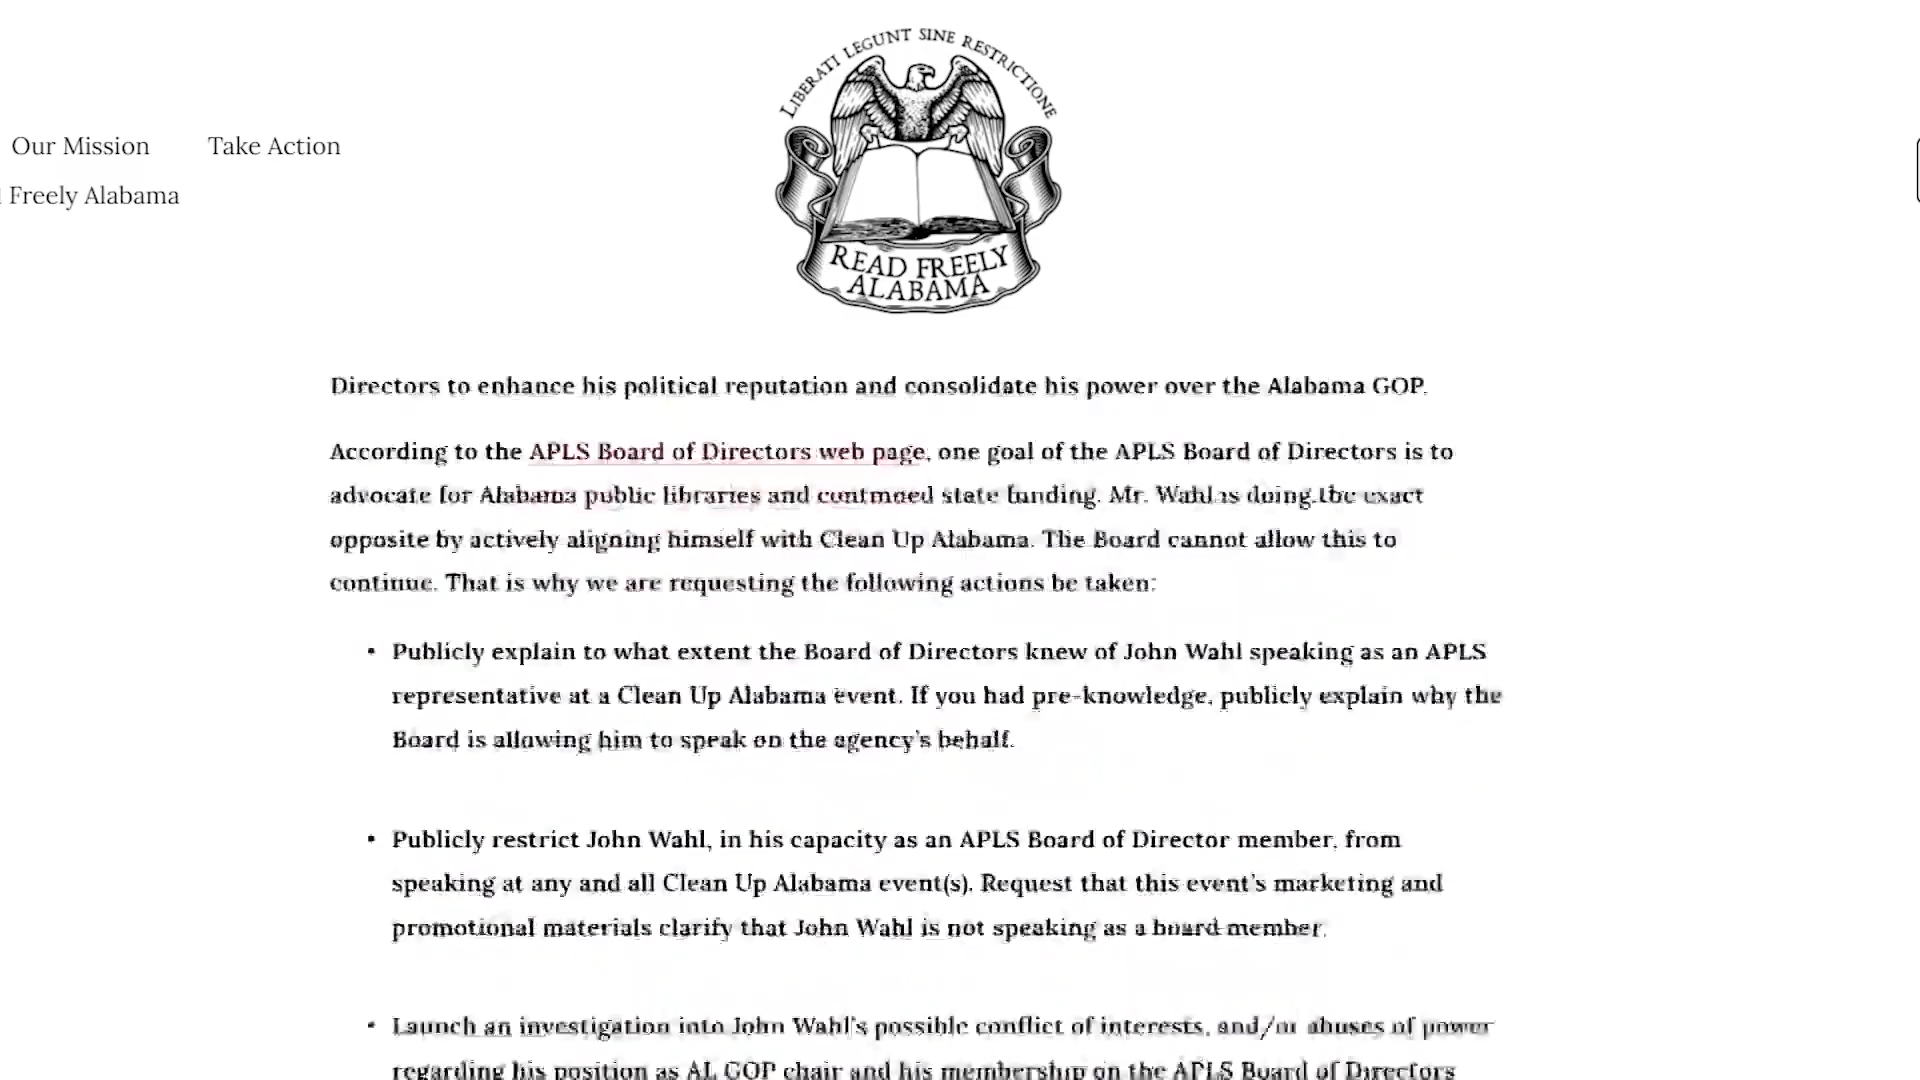 LIBERATI LEGUNT SINE RESTRICTIONE
Our Mission Take Action
Freely Alabama
READ FREELY
ALABAMA
Directors to enhance his political reputation and consolidate his power over the Alabama GOP.
According to the APLS Board of Directors web page, one goal of the APLS Board of Directors is to
advocate for Alabama public libraries and continued state funding. Mr. Wahl is doing the exact
opposite by actively aligning himself with Clean Up Alabama. The Board cannot allow this to
continue. That is why we are requesting the following actions be taken:
• Publicly explain to what extent the Board of Directors knew of John Wahl speaking as an APLS
representative at a Clean Up Alabama event. If you had pre-knowledge, publicly explain why the
Board is allowing him to speak on the agency's behalf.
• Publicly restrict John Wahl, in his capacity as an APLS Board of Director member, from
speaking at any and all Clean Up Alabama event(s). Request that this event's marketing and
promotional materials clarify that John Wahl is not speaking as a board member.
• Launch an investigation into John Wahl's possible conflict of interests, and/or abuses of power
regarding his position as AL GOP chair and his membership on the APLS Board of Directors